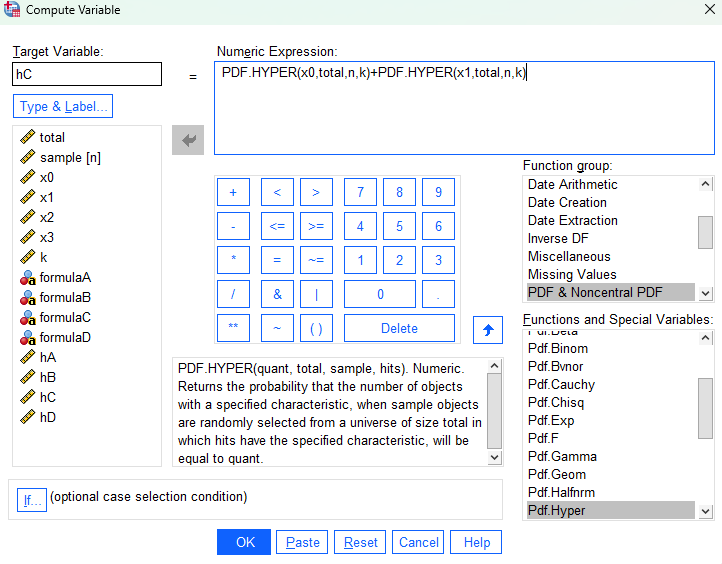 Compute Variable
Target Variable:
hC
=
Numeric Expression:
PDF.HYPER(x0,total,n,k)+PDF.HYPER(x1,total,n,k)
Type & Label...
total
sample [n]
x0
x1
x2
x3
k
formulaA
formulaB
formulaC
formulaD
hA
hB
hC
hD
+ < > 7 8 9
- <= >= 4 5 6
* = ~= 1 2 3
/ & | 0 .
** ~ ( ) Delete
PDF.HYPER(quant, total, sample, hits). Numeric.
Returns the probability that the number of objects
with a specified characteristic, when sample objects
are randomly selected from a universe of size total in
which hits have the specified characteristic, will be
equal to quant.
Function group:
Date Arithmetic
Date Creation
Date Extraction
Inverse DF
Miscellaneous
Missing Values
PDF & Noncentral PDF
Functions and Special Variables:
Pdf.Beta
Pdf.Binom
Pdf.Bvnor
Pdf.Cauchy
Pdf.Chisq
Pdf.Exp
Pdf.F
Pdf.Gamma
Pdf.Geom
Pdf.Halfnrm
Pdf.Hyper
If... (optional case selection condition)
OK Paste Reset Cancel Help